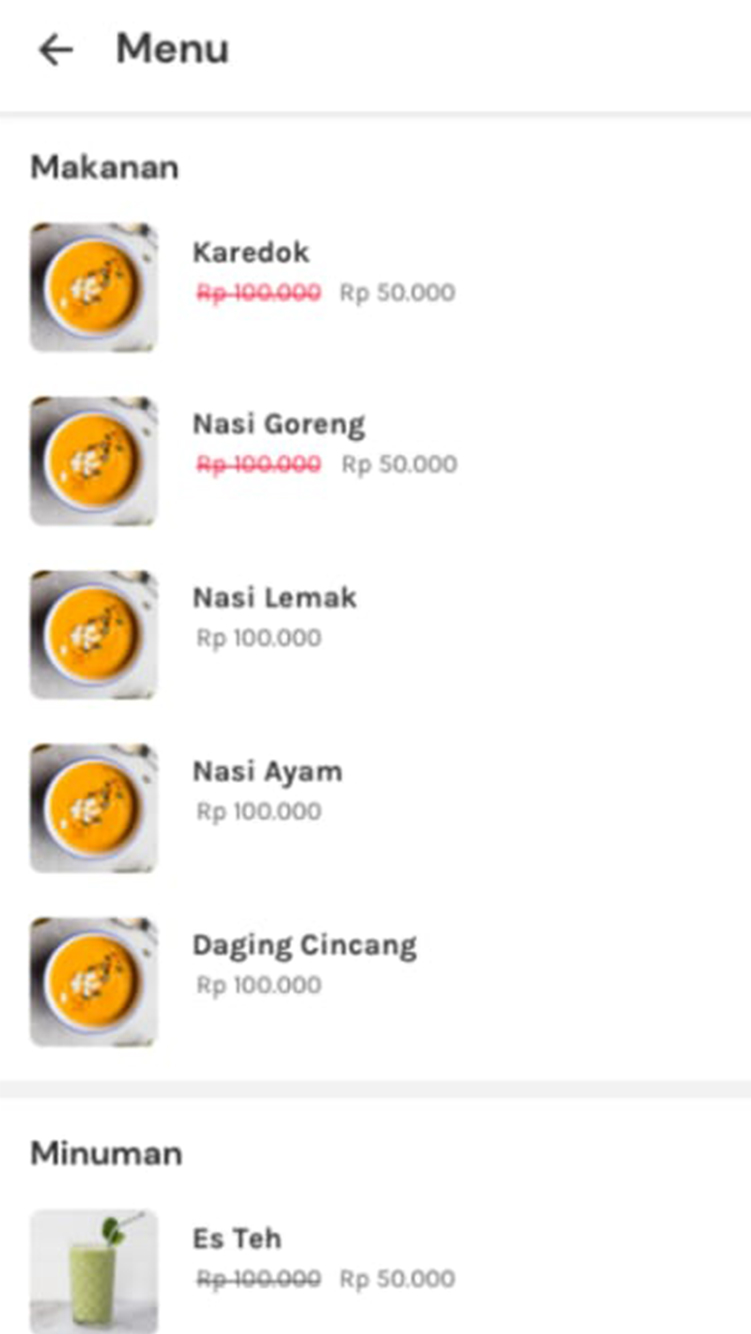 Menu
Makanan
Karedok
Rp 100.000 Rp 50.000
Nasi Goreng
Rp 100.000 Rp 50.000
Nasi Lemak
Rp 100.000
Nasi Ayam
Rp 100.000
Daging Cincang
Rp 100.000
Minuman
Es Teh
Rp 100.000 Rp 50.000